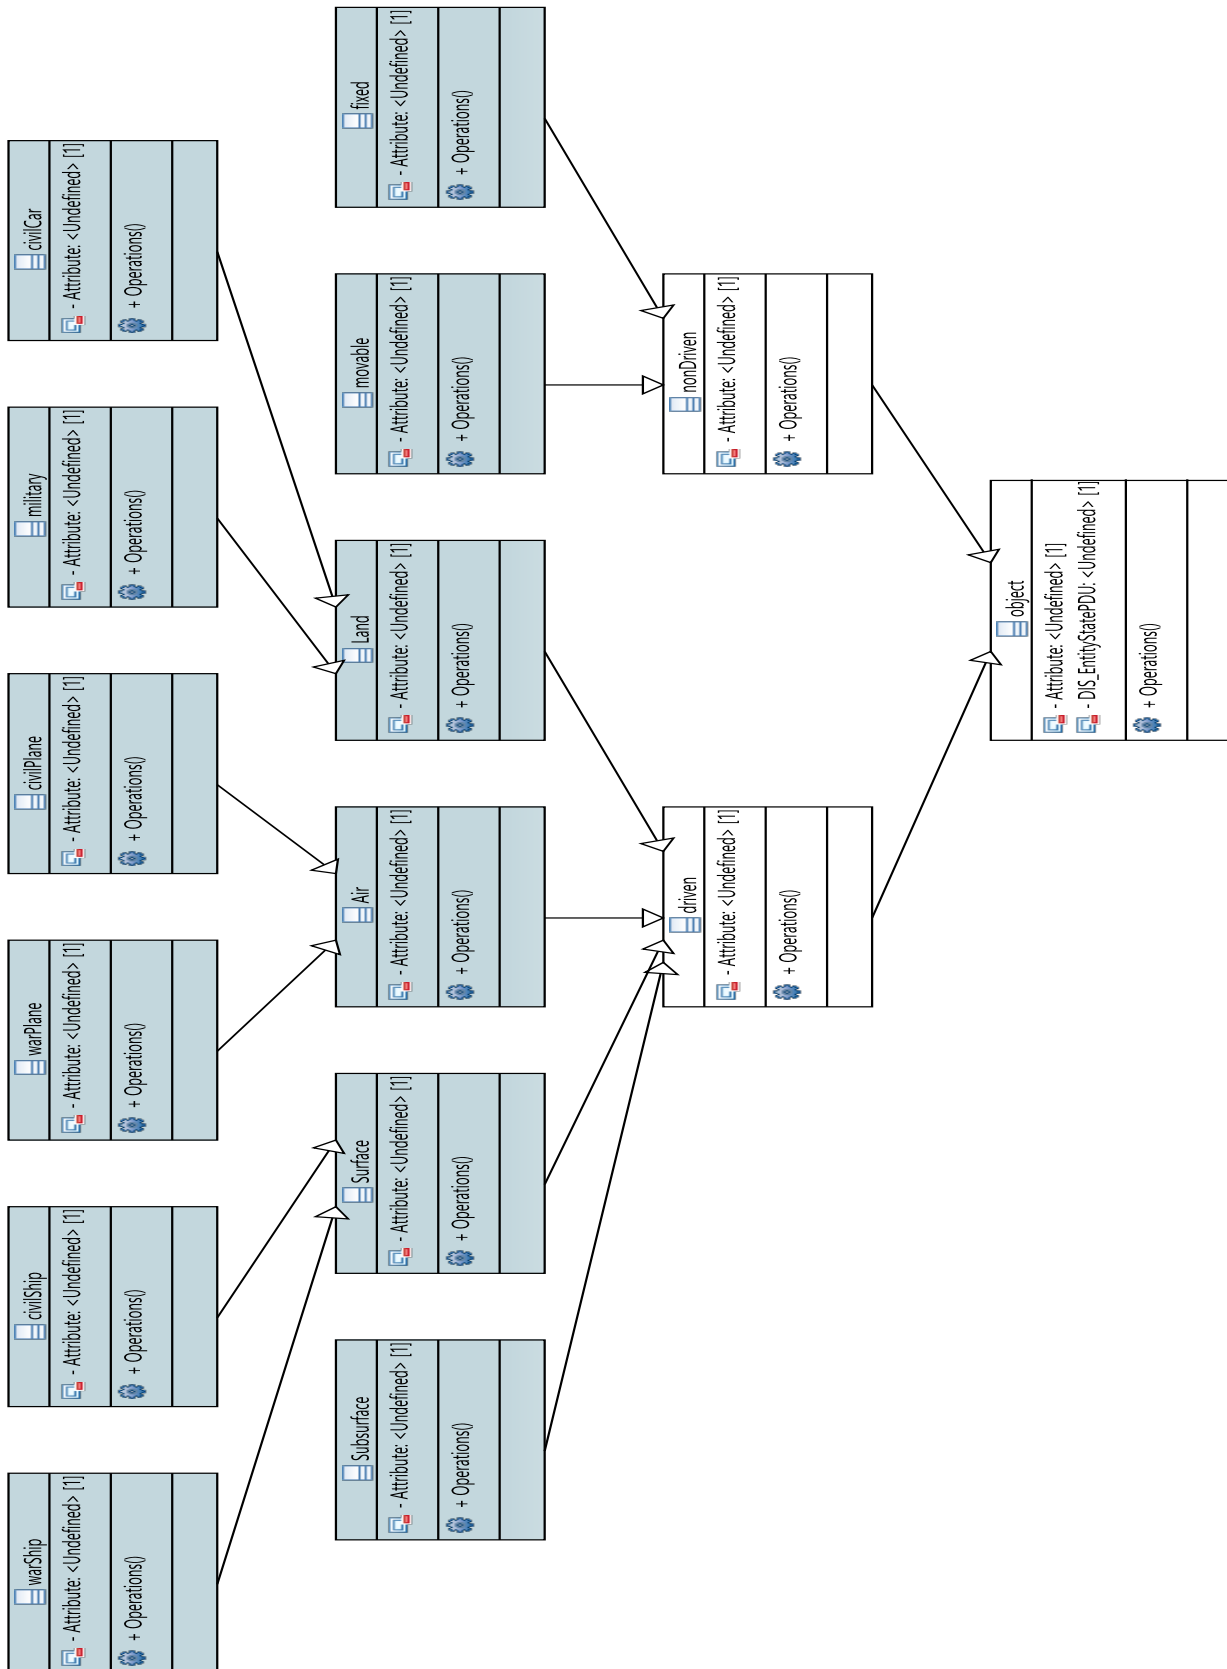 warShip
- Attribute: <Undefined> [1]
+ Operations()
civilShip
- Attribute: <Undefined> [1]
+ Operations()
warPlane
- Attribute: <Undefined> [1]
+ Operations()
civilPlane
- Attribute: <Undefined> [1]
+ Operations()
military
- Attribute: <Undefined> [1]
+ Operations()
civilCar
- Attribute: <Undefined> [1]
+ Operations()
Subsurface
- Attribute: <Undefined> [1]
+ Operations()
Surface
- Attribute: <Undefined> [1]
+ Operations()
Air
- Attribute: <Undefined> [1]
+ Operations()
Land
- Attribute: <Undefined> [1]
+ Operations()
movable
- Attribute: <Undefined> [1]
+ Operations()
fixed
- Attribute: <Undefined> [1]
+ Operations()
driven
- Attribute: <Undefined> [1]
+ Operations()
nonDriven
- Attribute: <Undefined> [1]
+ Operations()
object
- Attribute: <Undefined> [1]
- DIS_EntityStatePDU: <Undefined> [1]
+ Operations()